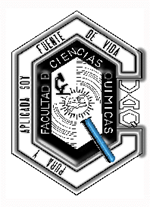 FUENTE DE VIDA
PURA Y APLICADA SOY
FACULTAD DE CIENCIAS QUIMICAS